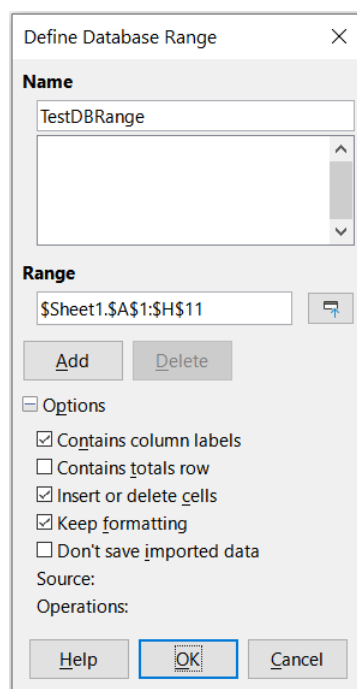 Define Database Range
Name
TestDBRange
Range
$Sheet1.$A$1:$H$11
Add Delete
Options
Contains column labels
Contains totals row
Insert or delete cells
Keep formatting
Don't save imported data
Source:
Operations:
Help OK Cancel